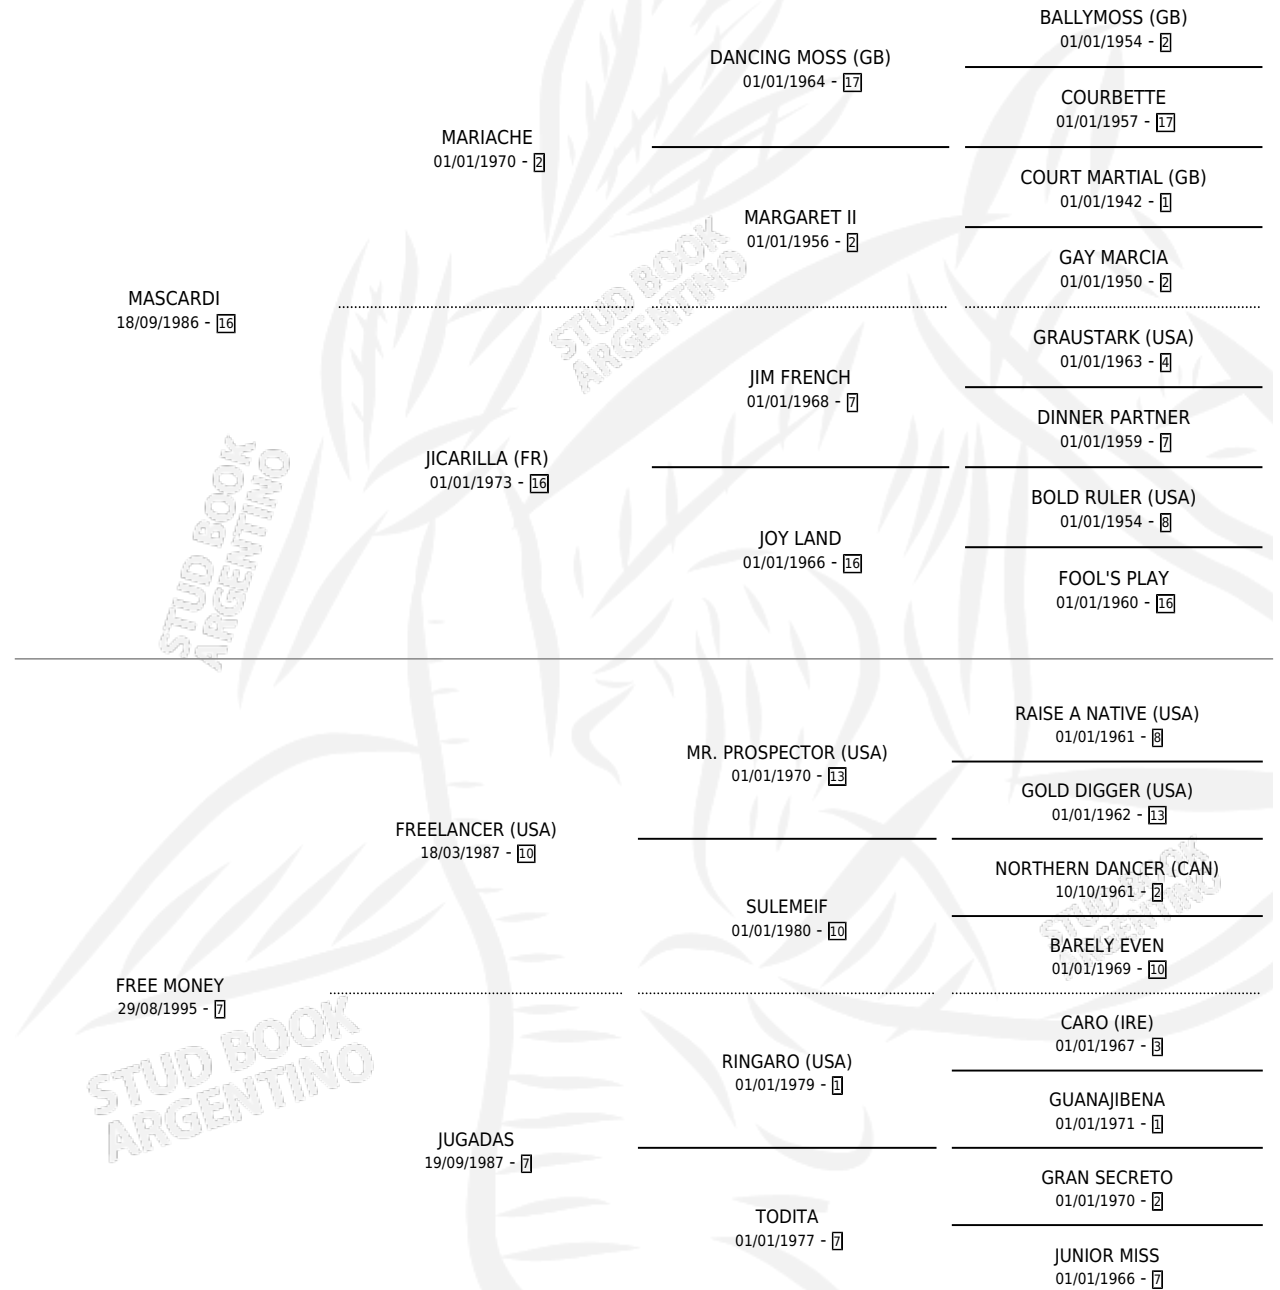 BALLYMOSS (GB)
01/01/1954 - 2
DANCING MOSS (GB)
01/01/1964 - 17
COURBETTE
01/01/1957 - 17
MARIACHE
01/01/1970 - 2
COURT MARTIAL (GB)
01/01/1942 - 1
MARGARET II
01/01/1956 - 2
GAY MARCIA
01/01/1950 - 2
MASCARDI
18/09/1986 - 16
GRAUSTARK (USA)
01/01/1963 - 4
JIM FRENCH
01/01/1968 - 7
DINNER PARTNER
01/01/1959 - 7
JICARILLA (FR)
01/01/1973 - 16
BOLD RULER (USA)
01/01/1954 - 8
JOY LAND
01/01/1966 - 16
FOOL'S PLAY
01/01/1960 - 16
RAISE A NATIVE (USA)
01/01/1961 - 8
MR. PROSPECTOR (USA)
01/01/1970 - 13
GOLD DIGGER (USA)
01/01/1962 - 13
FREELANCER (USA)
18/03/1987 - 10
NORTHERN DANCER (CAN)
10/10/1961 - 2
SULEMEIF
01/01/1980 - 10
BARELY EVEN
01/01/1969 - 10
FREE MONEY
29/08/1995 - 7
CARO (IRE)
01/01/1967 - 3
RINGARO (USA)
01/01/1979 - 1
GUANAJIBENA
01/01/1971 - 1
JUGADAS
19/09/1987 - 7
GRAN SECRETO
01/01/1970 - 2
TODITA
01/01/1977 - 7
JUNIOR MISS
01/01/1966 - 7
STUD BOOK
ARGENTINO
STUD BOOK
ARGENTINO
STUD BOOK
ARGENTINO
STUD BOOK
ARGENTINO